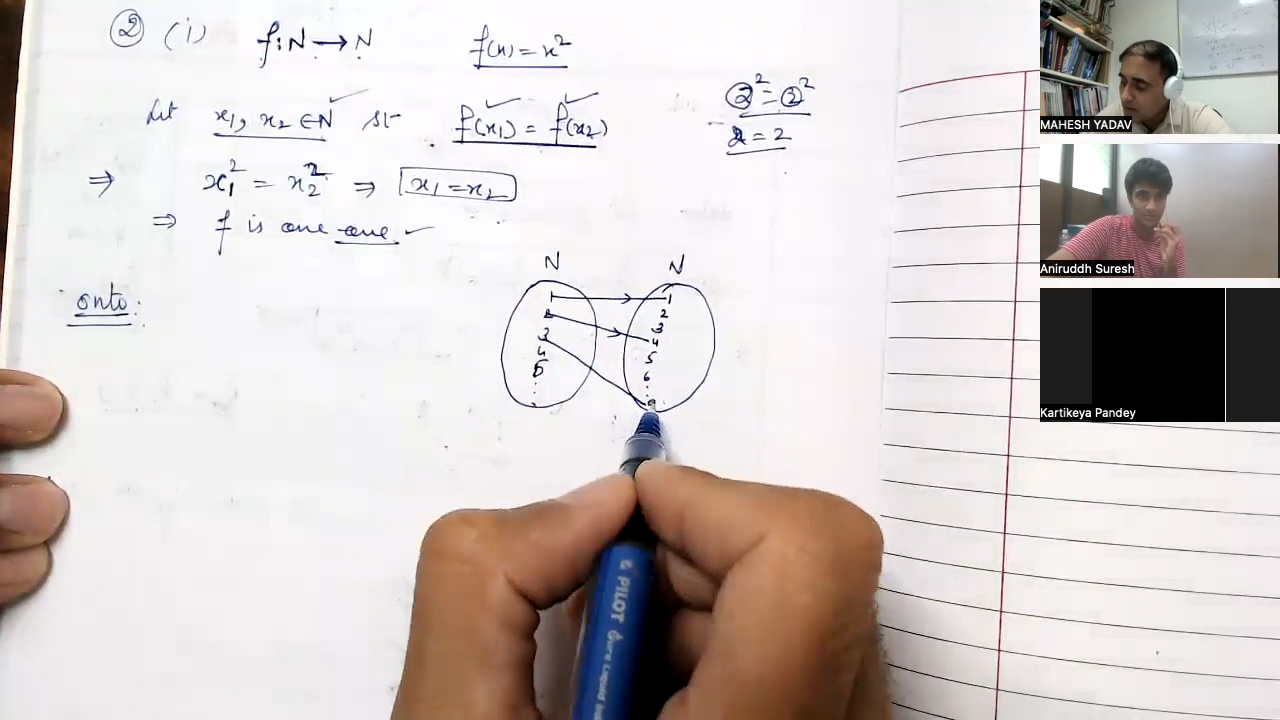 ② (i) f: N → N f(x) = x²
Let x₁, x₂ ∈ N st f(x₁) = f(x₂)
②² = ②²
2 = 2
⇒ x₁² = x₂² ⇒ x₁ = x₂
⇒ f is one one
onto:
N N
1 1
2 2
3 3
4 4
5 5
6
9
PILOT
MAHESH YADAV
Aniruddh Suresh
Kartikeya Pandey